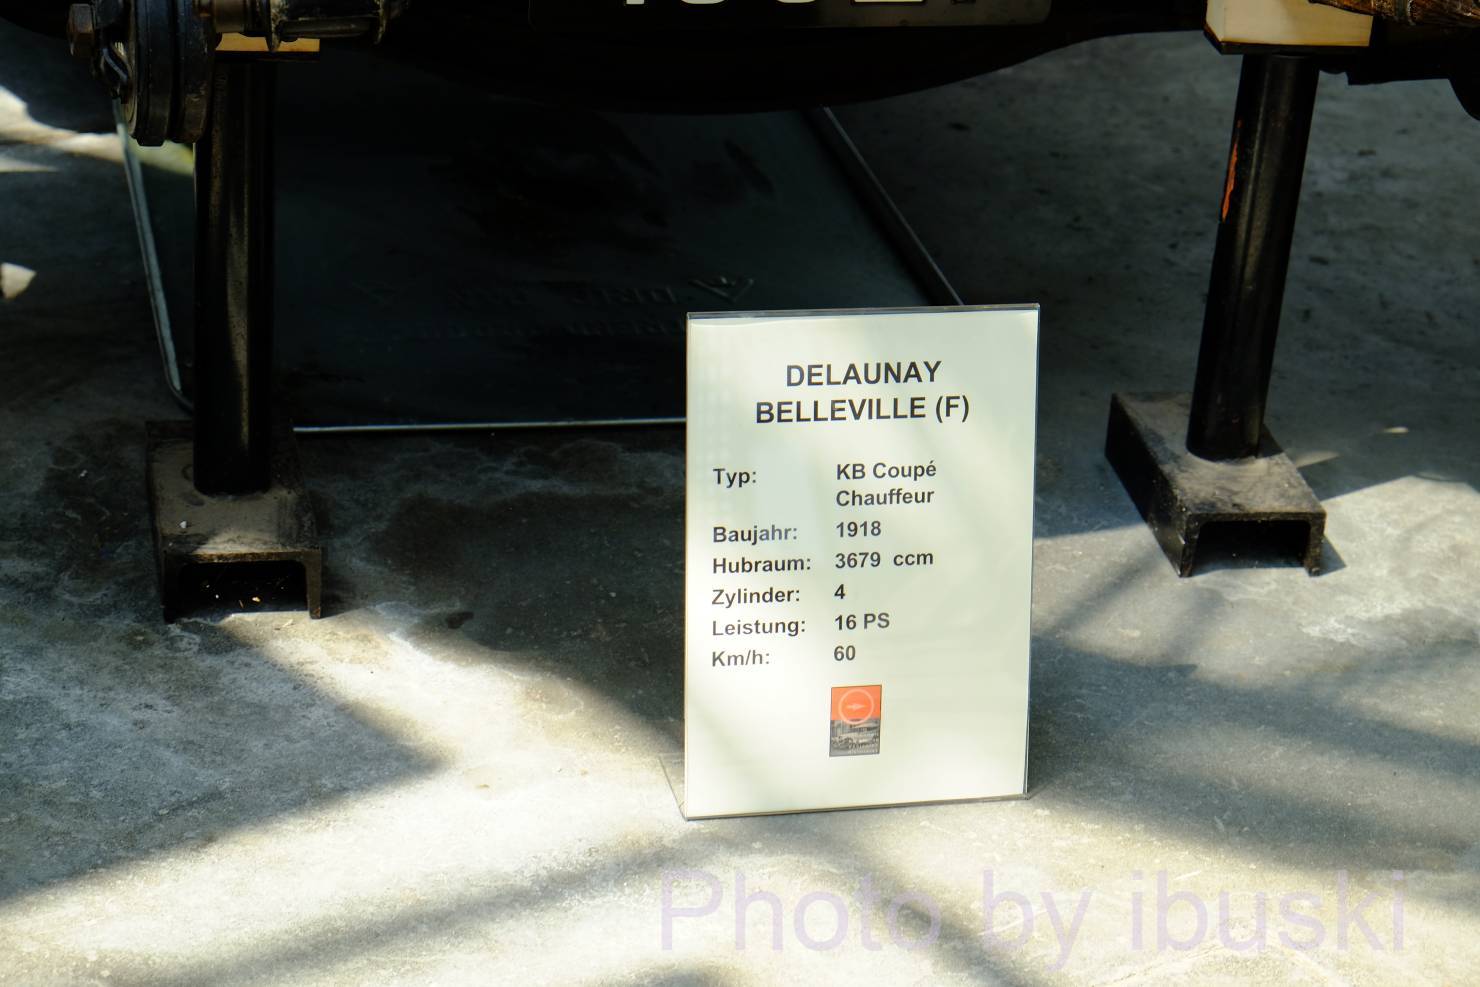 DELAUNAY
BELLEVILLE (F)
Typ: KB Coupé
Chauffeur
Baujahr: 1918
Hubraum: 3679 ccm
Zylinder: 4
Leistung: 16 PS
Km/h: 60
Photo by ibuski